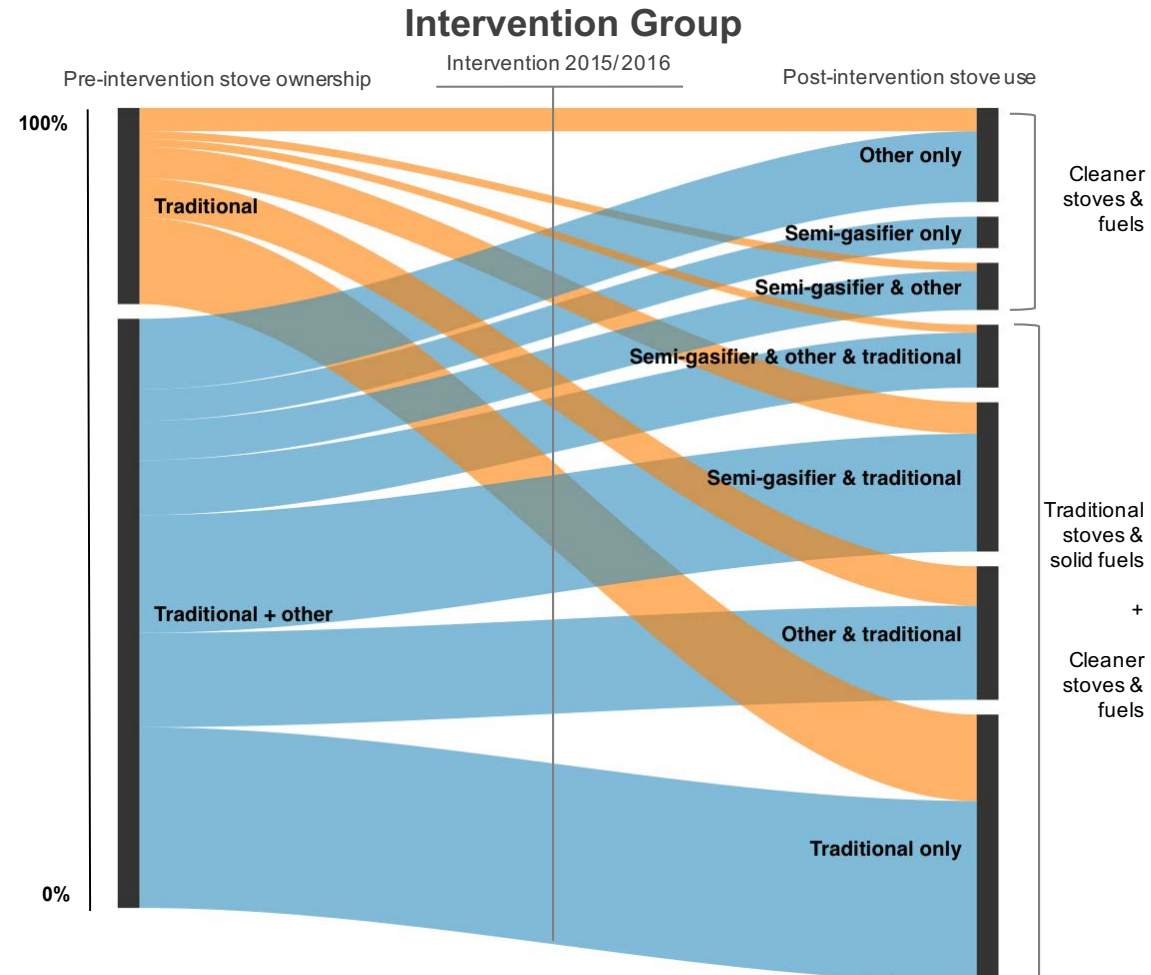 Intervention Group
Intervention 2015/2016
Pre-intervention stove ownership
Post-intervention stove use
100%
0%
Traditional
Traditional + other
Other only
Semi-gasifier only
Semi-gasifier & other
Semi-gasifier & other & traditional
Semi-gasifier & traditional
Other & traditional
Traditional only
Cleaner
stoves &
fuels
Traditional
stoves &
solid fuels
+
Cleaner
stoves &
fuels